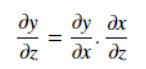 ∂y/∂z = ∂y/∂x . ∂x/∂z